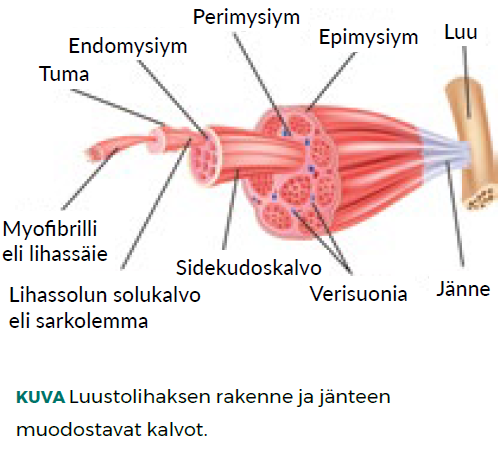 Perimysiym
Endomysiym
Epimysiym
Luu
Tuma
Myofibrilli
eli lihassäie
Sidekudoskalvo
Lihassolun solukalvo
eli sarkolemma
Verisuonia
Jänne
KUVA Luustolihaksen rakenne ja jänteen
muodostavat kalvot.